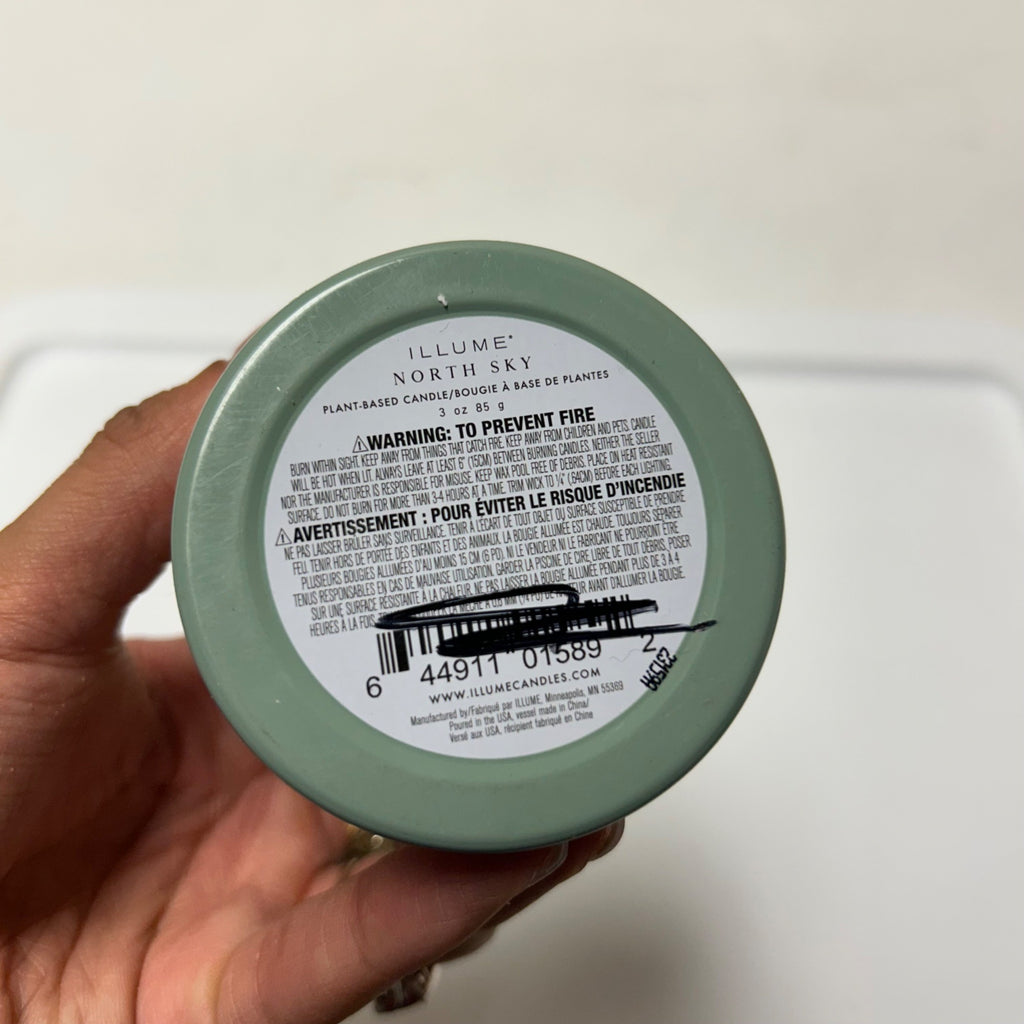 ILLUME®
NORTH SKY
PLANT-BASED CANDLE/BOUGIE À BASE DE PLANTES
3 oz 85 g
⚠WARNING: TO PREVENT FIRE
BURN WITHIN SIGHT. KEEP AWAY FROM THINGS THAT CATCH FIRE. KEEP AWAY FROM CHILDREN AND PETS. CANDLE
WILL BE HOT WHEN LIT. ALWAYS LEAVE AT LEAST 6" (15CM) BETWEEN BURNING CANDLES. NEITHER THE SELLER
NOR THE MANUFACTURER IS RESPONSIBLE FOR MISUSE. KEEP WAX POOL FREE OF DEBRIS. PLACE ON HEAT RESISTANT
SURFACE. DO NOT BURN FOR MORE THAN 3-4 HOURS AT A TIME. TRIM WICK TO ¼" (.64CM) BEFORE EACH LIGHTING.
⚠AVERTISSEMENT : POUR ÉVITER LE RISQUE D'INCENDIE
NE PAS LAISSER BRÛLER SANS SURVEILLANCE. TENIR À L'ÉCART DE TOUT OBJET OU SURFACE SUSCEPTIBLE DE PRENDRE
FEU. TENIR HORS DE PORTÉE DES ENFANTS ET DES ANIMAUX. LA BOUGIE ALLUMÉE EST CHAUDE. TOUJOURS SÉPARER
PLUSIEURS BOUGIES ALLUMÉES D'AU MOINS 15 CM (6 PO). NI LE VENDEUR NI LE FABRICANT NE POURRONT ÊTRE
TENUS RESPONSABLES EN CAS DE MAUVAISE UTILISATION. GARDER LA PISCINE DE CIRE LIBRE DE TOUT DÉBRIS. POSER
SUR UNE SURFACE RÉSISTANTE À LA CHALEUR. NE PAS LAISSER LA BOUGIE ALLUMÉE PENDANT PLUS DE 3 À 4
HEURES À LA FOIS. LA MÈCHE À AVANT D'ALLUMER LA BOUGIE.
6 44911 01589 2
WWW.ILLUMECANDLES.COM
Manufactured by/Fabriqué par ILLUME, Minneapolis, MN 55369
Poured in the USA, vessel made in China/
Versé aux USA, récipient fabriqué en Chine